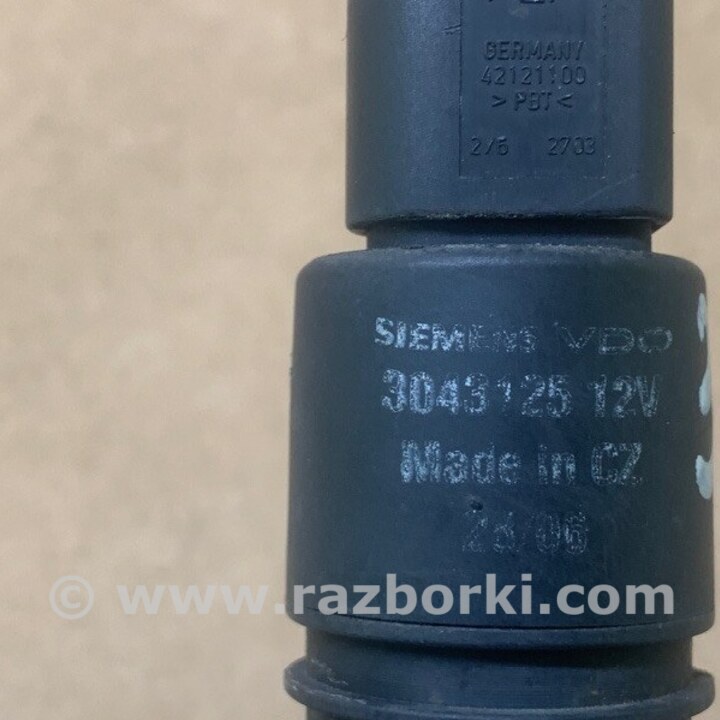 GERMANY
42121100
> PBT <
2/6 2703
SIEMENS VDO
3043125 12V
Made in CZ
© www.razborki.com